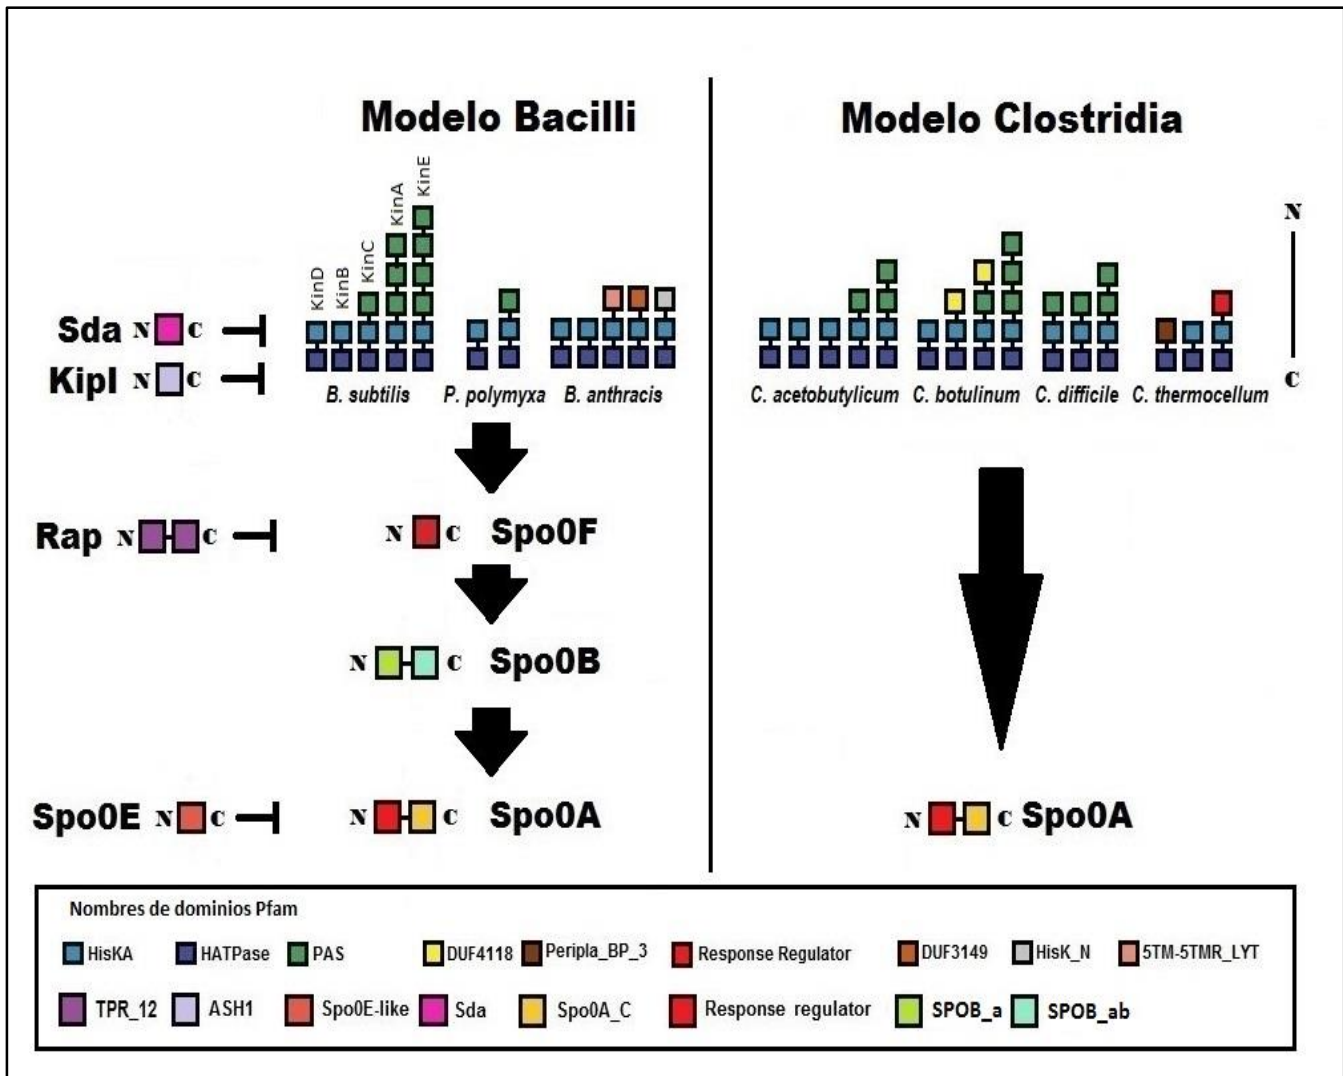 Modelo Bacilli
Modelo Clostridia
KinD
KinB
KinC
KinA
KinE
N
C
Sda N C
KipI N C
B. subtilis P. polymyxa B. anthracis
C. acetobutylicum C. botulinum C. difficile C. thermocellum
Rap N C
N C Spo0F
N C Spo0B
Spo0E N C
N C Spo0A
N C Spo0A
Nombres de dominios Pfam
HisKA HATPase PAS DUF4118 Peripla_BP_3 Response Regulator DUF3149 HisK_N 5TM-5TMR_LYT
TPR_12 ASH1 Spo0E-like Sda Spo0A_C Response regulator SPOB_a SPOB_ab